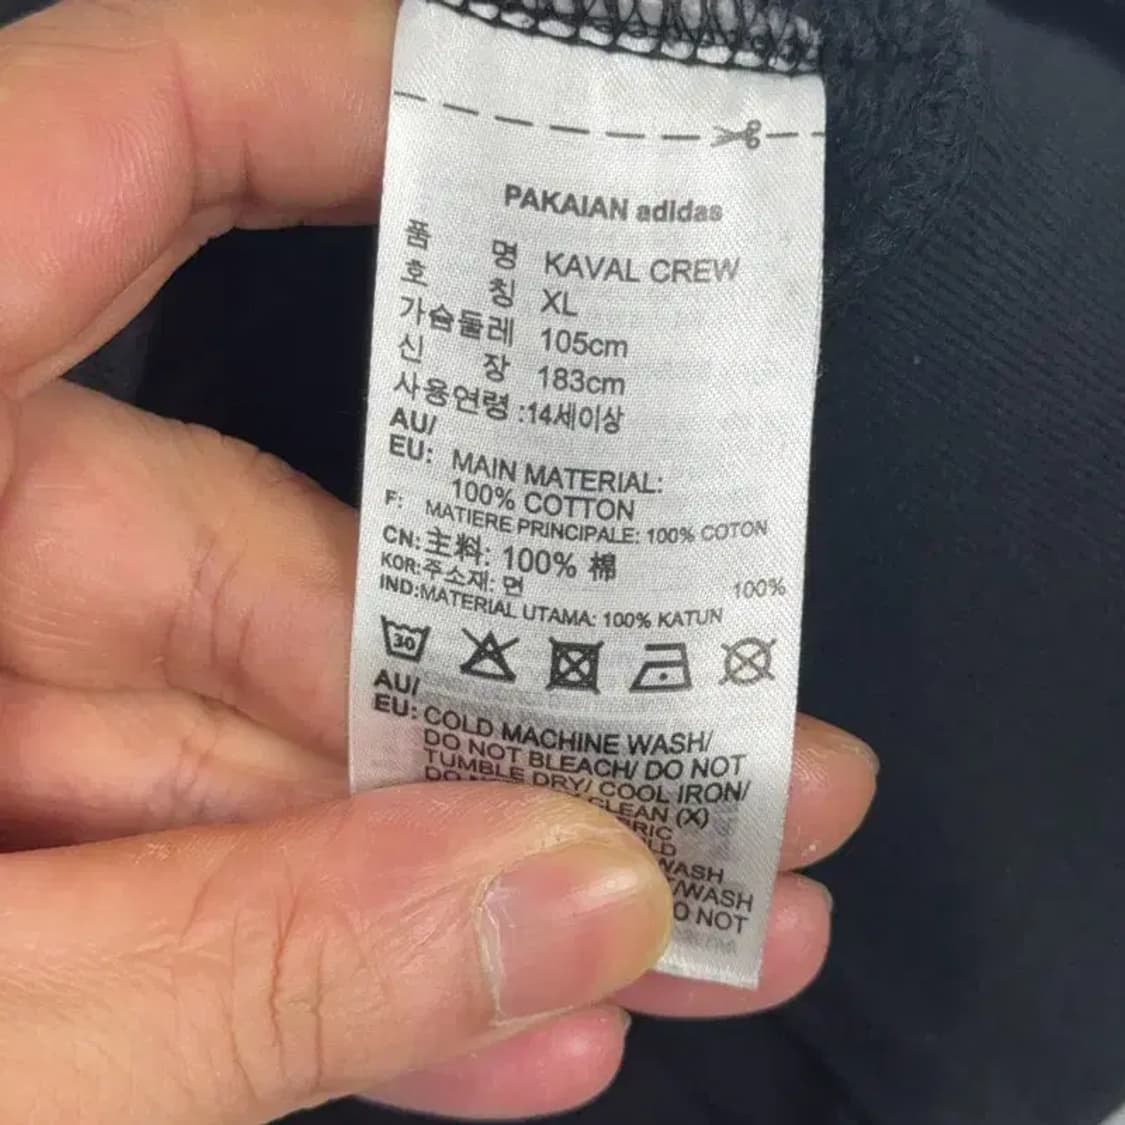 PAKAIAN adidas
품 명 KAVAL CREW
호 칭 XL
가슴둘레 105cm
신 장 183cm
사용연령 :14세이상
AU/
EU: MAIN MATERIAL:
100% COTTON
F: MATIERE PRINCIPALE: 100% COTON
CN:主料: 100% 棉
KOR:주소재: 면 100%
IND:MATERIAL UTAMA: 100% KATUN
30
AU/
EU: COLD MACHINE WASH/
DO NOT BLEACH/ DO NOT
TUMBLE DRY/ COOL IRON/
DO CLEAN (X)
WASH
/WASH
NOT